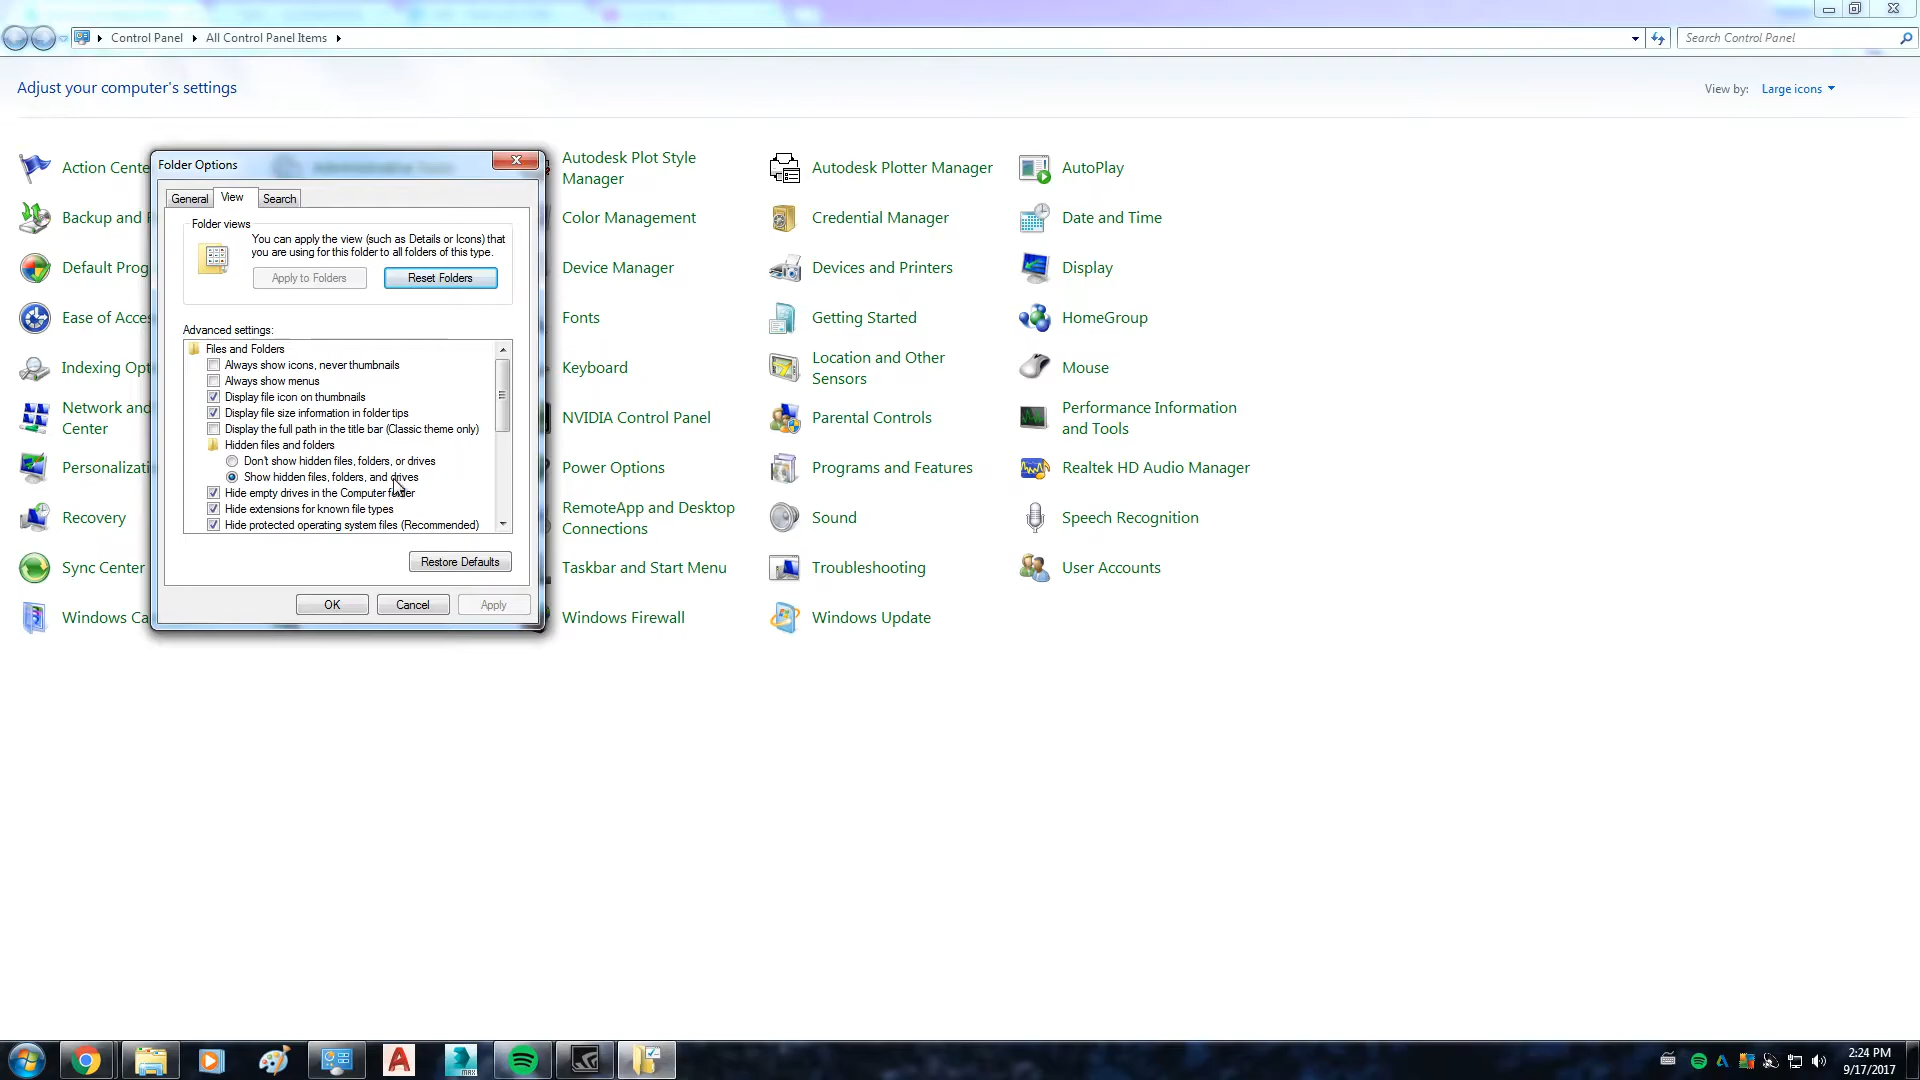 Control Panel
All Control Panel Items
Search Control Panel
Adjust your computer's settings
View by: Large icons
Action Cente
Autodesk Plot Style
Manager
Autodesk Plotter Manager
AutoPlay
Backup and
Color Management
Credential Manager
Date and Time
Default Prog
Device Manager
Devices and Printers
Display
Ease of Acces
Fonts
Getting Started
HomeGroup
Indexing Opt
Keyboard
Location and Other
Sensors
Mouse
Network and
Center
NVIDIA Control Panel
Parental Controls
Performance Information
and Tools
Personalizati
Power Options
Programs and Features
Realtek HD Audio Manager
Recovery
RemoteApp and Desktop
Connections
Sound
Speech Recognition
Sync Center
Taskbar and Start Menu
Troubleshooting
User Accounts
Windows Ca
Windows Firewall
Windows Update
Folder Options
General
View
Search
Folder views
You can apply the view (such as Details or Icons) that
you are using for this folder to all folders of this type.
Apply to Folders
Reset Folders
Advanced settings:
Files and Folders
Always show icons, never thumbnails
Always show menus
Display file icon on thumbnails
Display file size information in folder tips
Display the full path in the title bar (Classic theme only)
Hidden files and folders
Don't show hidden files, folders, or drives
Show hidden files, folders, and drives
Hide empty drives in the Computer folder
Hide extensions for known file types
Hide protected operating system files (Recommended)
Restore Defaults
OK
Cancel
Apply
MAX
2:24 PM
9/17/2017